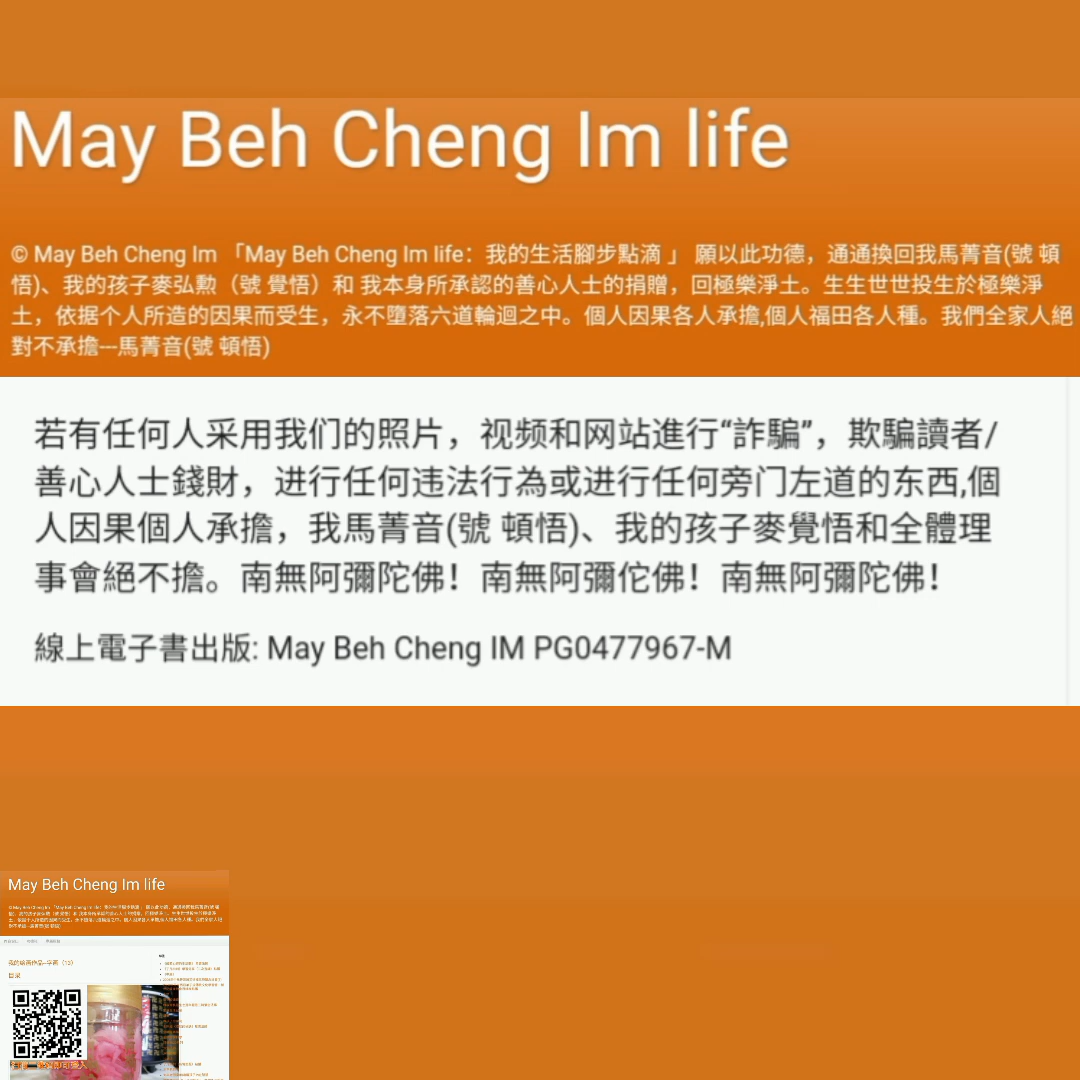 May Beh Cheng Im life
© May Beh Cheng Im 「May Beh Cheng Im life：我的生活腳步點滴 」 願以此功德，通通換回我馬菁音(號 頓
悟)、我的孩子麥弘勲（號 覺悟）和 我本身所承認的善心人士的捐贈，回極樂淨土。生生世世投生於極樂淨
土，依据个人所造的因果而受生，永不墮落六道輪迴之中。個人因果各人承擔,個人福田各人種。我們全家人絕
對不承擔---馬菁音(號 頓悟)
若有任何人采用我们的照片，视频和网站進行“詐騙”，欺騙讀者/
善心人士錢財，进行任何违法行為或进行任何旁门左道的东西,個
人因果個人承擔，我馬菁音(號 頓悟)、我的孩子麥覺悟和全體理
事會絕不擔。南無阿彌陀佛！南無阿彌佗佛！南無阿彌陀佛！
線上電子書出版: May Beh Cheng IM PG0477967-M
May Beh Cheng Im life
目录